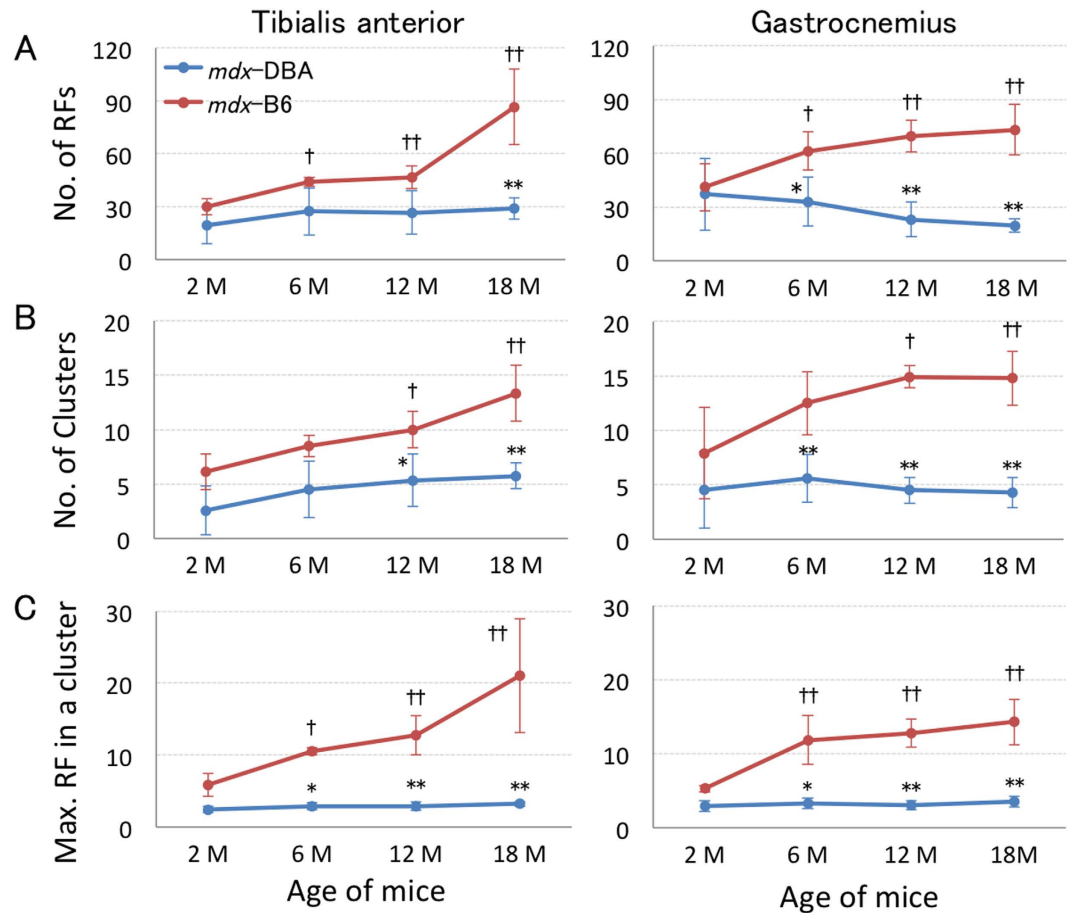 Tibialis anterior
Gastrocnemius
A
No. of RFs
120
90
60
30
0
mdx-DBA
mdx-B6
†
††
††
**
2 M
6 M
12 M
18 M
120
90
60
30
0
†
††
††
*
**
**
2 M
6 M
12 M
18 M
B
No. of Clusters
20
15
10
5
0
†
††
*
**
2 M
6 M
12 M
18 M
20
15
10
5
0
†
††
**
**
**
2 M
6 M
12 M
18 M
C
Max. RF in a cluster
30
20
10
0
†
††
††
*
**
**
2 M
6 M
12 M
18 M
Age of mice
30
20
10
0
††
††
††
*
**
**
2 M
6 M
12 M
18M
Age of mice